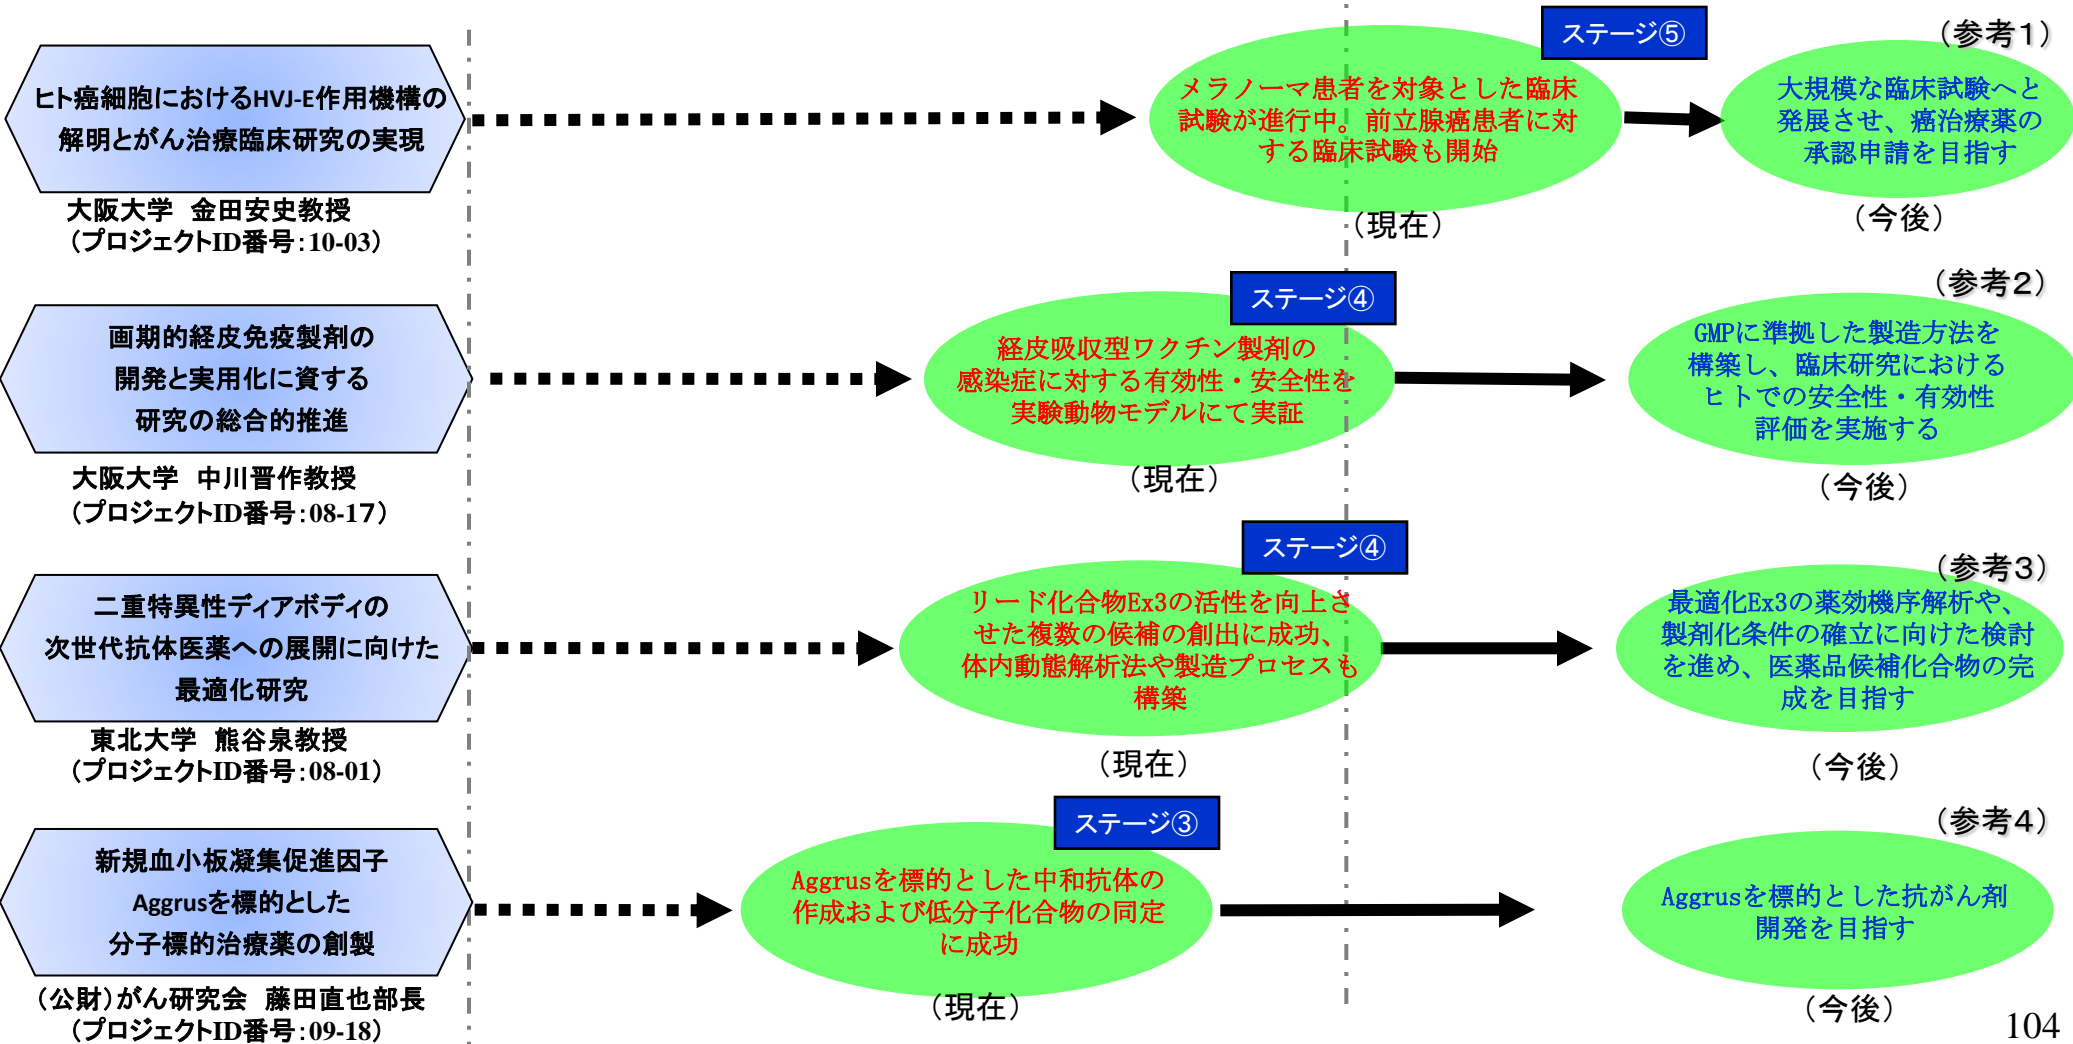 ヒト癌細胞におけるHVJ-E作用機構の
解明とがん治療臨床研究の実現
大阪大学 金田安史教授
（プロジェクトID番号：10-03）
ステージ⑤
メラノーマ患者を対象とした臨床
試験が進行中。前立腺癌患者に対
する臨床試験も開始
（現在）
（参考１）
大規模な臨床試験へと
発展させ、癌治療薬の
承認申請を目指す
（今後）
画期的経皮免疫製剤の
開発と実用化に資する
研究の総合的推進
大阪大学 中川晋作教授
（プロジェクトID番号：08-17）
ステージ④
経皮吸収型ワクチン製剤の
感染症に対する有効性・安全性を
実験動物モデルにて実証
（現在）
（参考２）
GMPに準拠した製造方法を
構築し、臨床研究における
ヒトでの安全性・有効性
評価を実施する
（今後）
二重特異性ディアボディの
次世代抗体医薬への展開に向けた
最適化研究
東北大学 熊谷泉教授
（プロジェクトID番号：08-01）
ステージ④
リード化合物Ex3の活性を向上さ
せた複数の候補の創出に成功、
体内動態解析法や製造プロセスも
構築
（現在）
（参考３）
最適化Ex3の薬効機序解析や、
製剤化条件の確立に向けた検討
を進め、医薬品候補化合物の完
成を目指す
（今後）
新規血小板凝集促進因子
Aggrusを標的とした
分子標的治療薬の創製
（公財）がん研究会 藤田直也部長
（プロジェクトID番号：09-18）
ステージ③
Aggrusを標的とした中和抗体の
作成および低分子化合物の同定
に成功
（現在）
（参考４）
Aggrusを標的とした抗がん剤
開発を目指す
（今後）
104